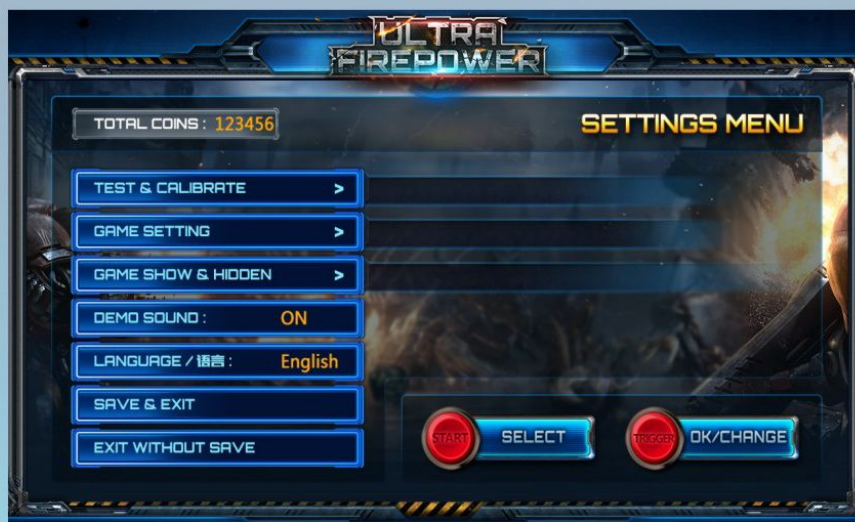 ULTRA
FIREPOWER
TOTAL COINS : 123456
SETTINGS MENU
TEST & CALIBRATE >
GAME SETTING >
GAME SHOW & HIDDEN >
DEMO SOUND : ON
LANGUAGE / 语言 : English
SAVE & EXIT
EXIT WITHOUT SAVE
START SELECT
TRIGGER OK/CHANGE